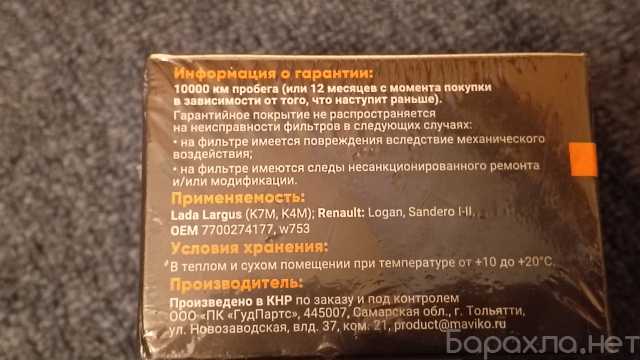 Информация о гарантии:
10000 км пробега (или 12 месяцев с момента покупки
в зависимости от того, что наступит раньше).
Гарантийное покрытие не распространяется
на неисправности фильтров в следующих случаях:
• на фильтре имеется повреждения вследствие механического
воздействия;
• на фильтре имеются следы несанкционированного ремонта
и/или модификации.
Применяемость:
Lada Largus (K7M, K4M); Renault: Logan, Sandero I-II
OEM 7700274177, w753
Условия хранения:
*В теплом и сухом помещении при температуре от +10 до +20°С.
Производитель:
Произведено в КНР по заказу и под контролем
ООО «ПК «ГудПартс», 445007, Самарская обл., г. Тольятти,
ул. Новозаводская, влд. 37, ком. 21, product@maviko.ru
Барахла.нет